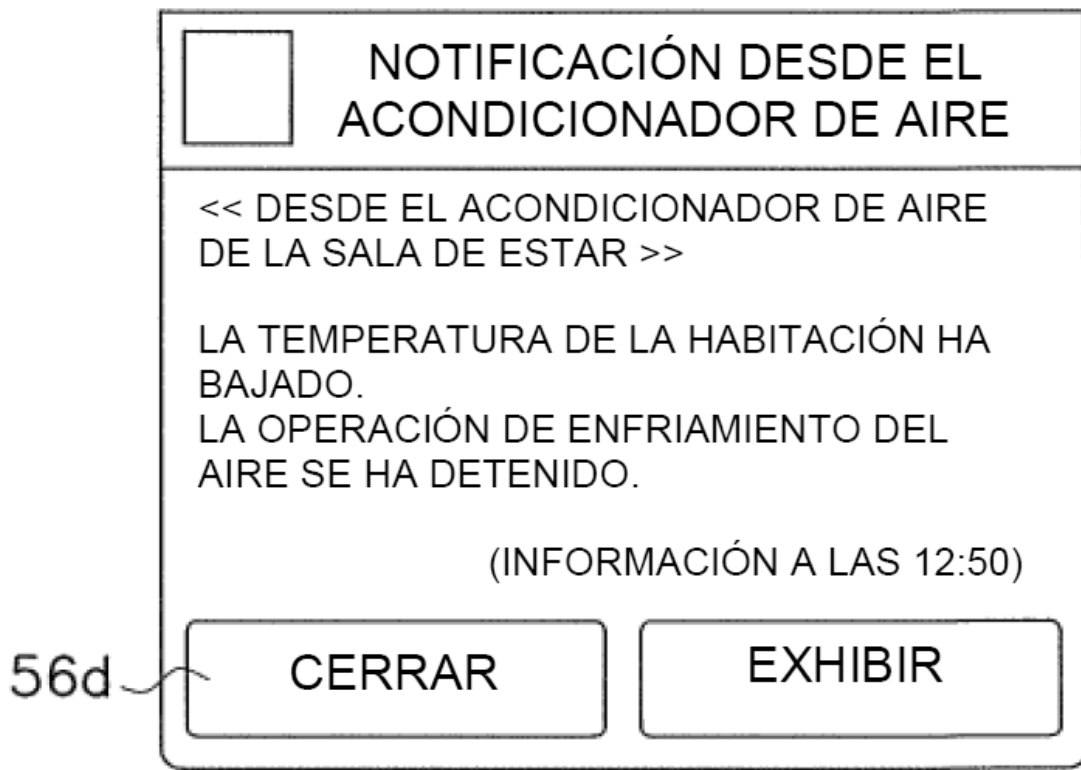 NOTIFICACIÓN DESDE EL
ACONDICIONADOR DE AIRE
<< DESDE EL ACONDICIONADOR DE AIRE
DE LA SALA DE ESTAR >>
LA TEMPERATURA DE LA HABITACIÓN HA
BAJADO.
LA OPERACIÓN DE ENFRIAMIENTO DEL
AIRE SE HA DETENIDO.
(INFORMACIÓN A LAS 12:50)
56d CERRAR EXHIBIR